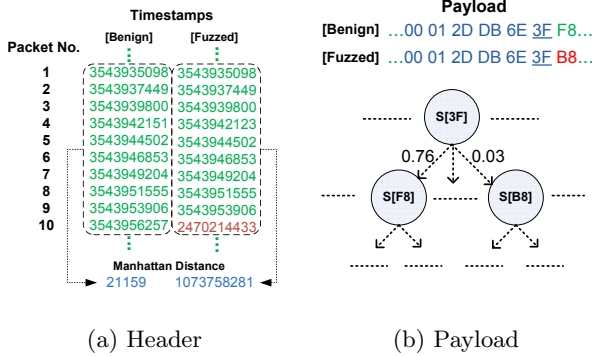 Timestamps
Packet No. [Benign] [Fuzzed]
1 3543935098 3543935098
2 3543937449 3543937449
3 3543939800 3543939800
4 3543942151 3543942123
5 3543944502 3543944502
6 3543946853 3543946853
7 3543949204 3543949204
8 3543951555 3543951555
9 3543953906 3543953906
10 3543956257 2470214433
Manhattan Distance
21159 1073758281
(a) Header
Payload
[Benign] ...00 01 2D DB 6E 3F F8...
[Fuzzed] ...00 01 2D DB 6E 3F B8...
S[3F]
0.76 0.03
S[F8] S[B8]
(b) Payload